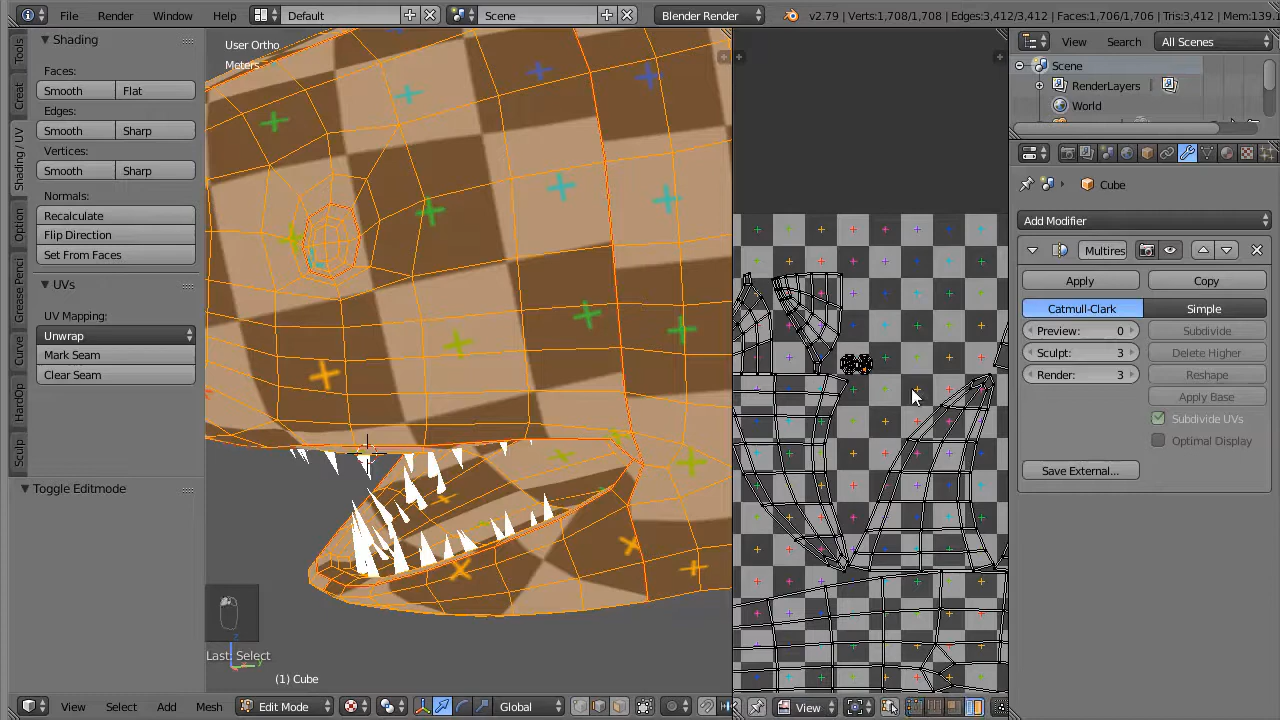 File Render Window Help Default Scene Blender Render v2.79 | Verts:1,708/1,708 | Edges:3,412/3,412 | Faces:1,706/1,706 | Tris:3,412 | Mem:139.
Tools
Creat
Shading / UV
Option
Grease Penci
Curve
HardOp
Sculp
Shading
Faces:
Smooth Flat
Edges:
Smooth Sharp
Vertices:
Smooth Sharp
Normals:
Recalculate
Flip Direction
Set From Faces
UVs
UV Mapping:
Unwrap
Mark Seam
Clear Seam
Toggle Editmode
User Ortho
Meters
Last: Select
(1) Cube
View Select Add Mesh Edit Mode Global
View
View Search All Scenes
Scene
RenderLayers
World
Cube
Add Modifier
Multires
Apply Copy
Catmull-Clark Simple
Preview: 0 Subdivide
Sculpt: 3 Delete Higher
Render: 3 Reshape
Apply Base
Subdivide UVs
Optimal Display
Save External...